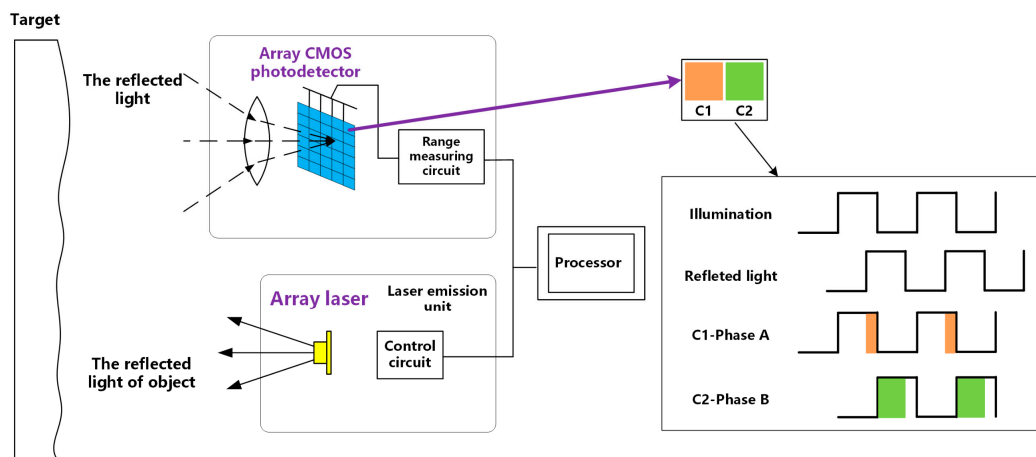 Target
The reflected
light
Array CMOS
photodetector
Range
measuring
circuit
C1 C2
Processor
Array laser
Laser emission
unit
Control
circuit
The reflected
light of object
Illumination
Refleted light
C1-Phase A
C2-Phase B